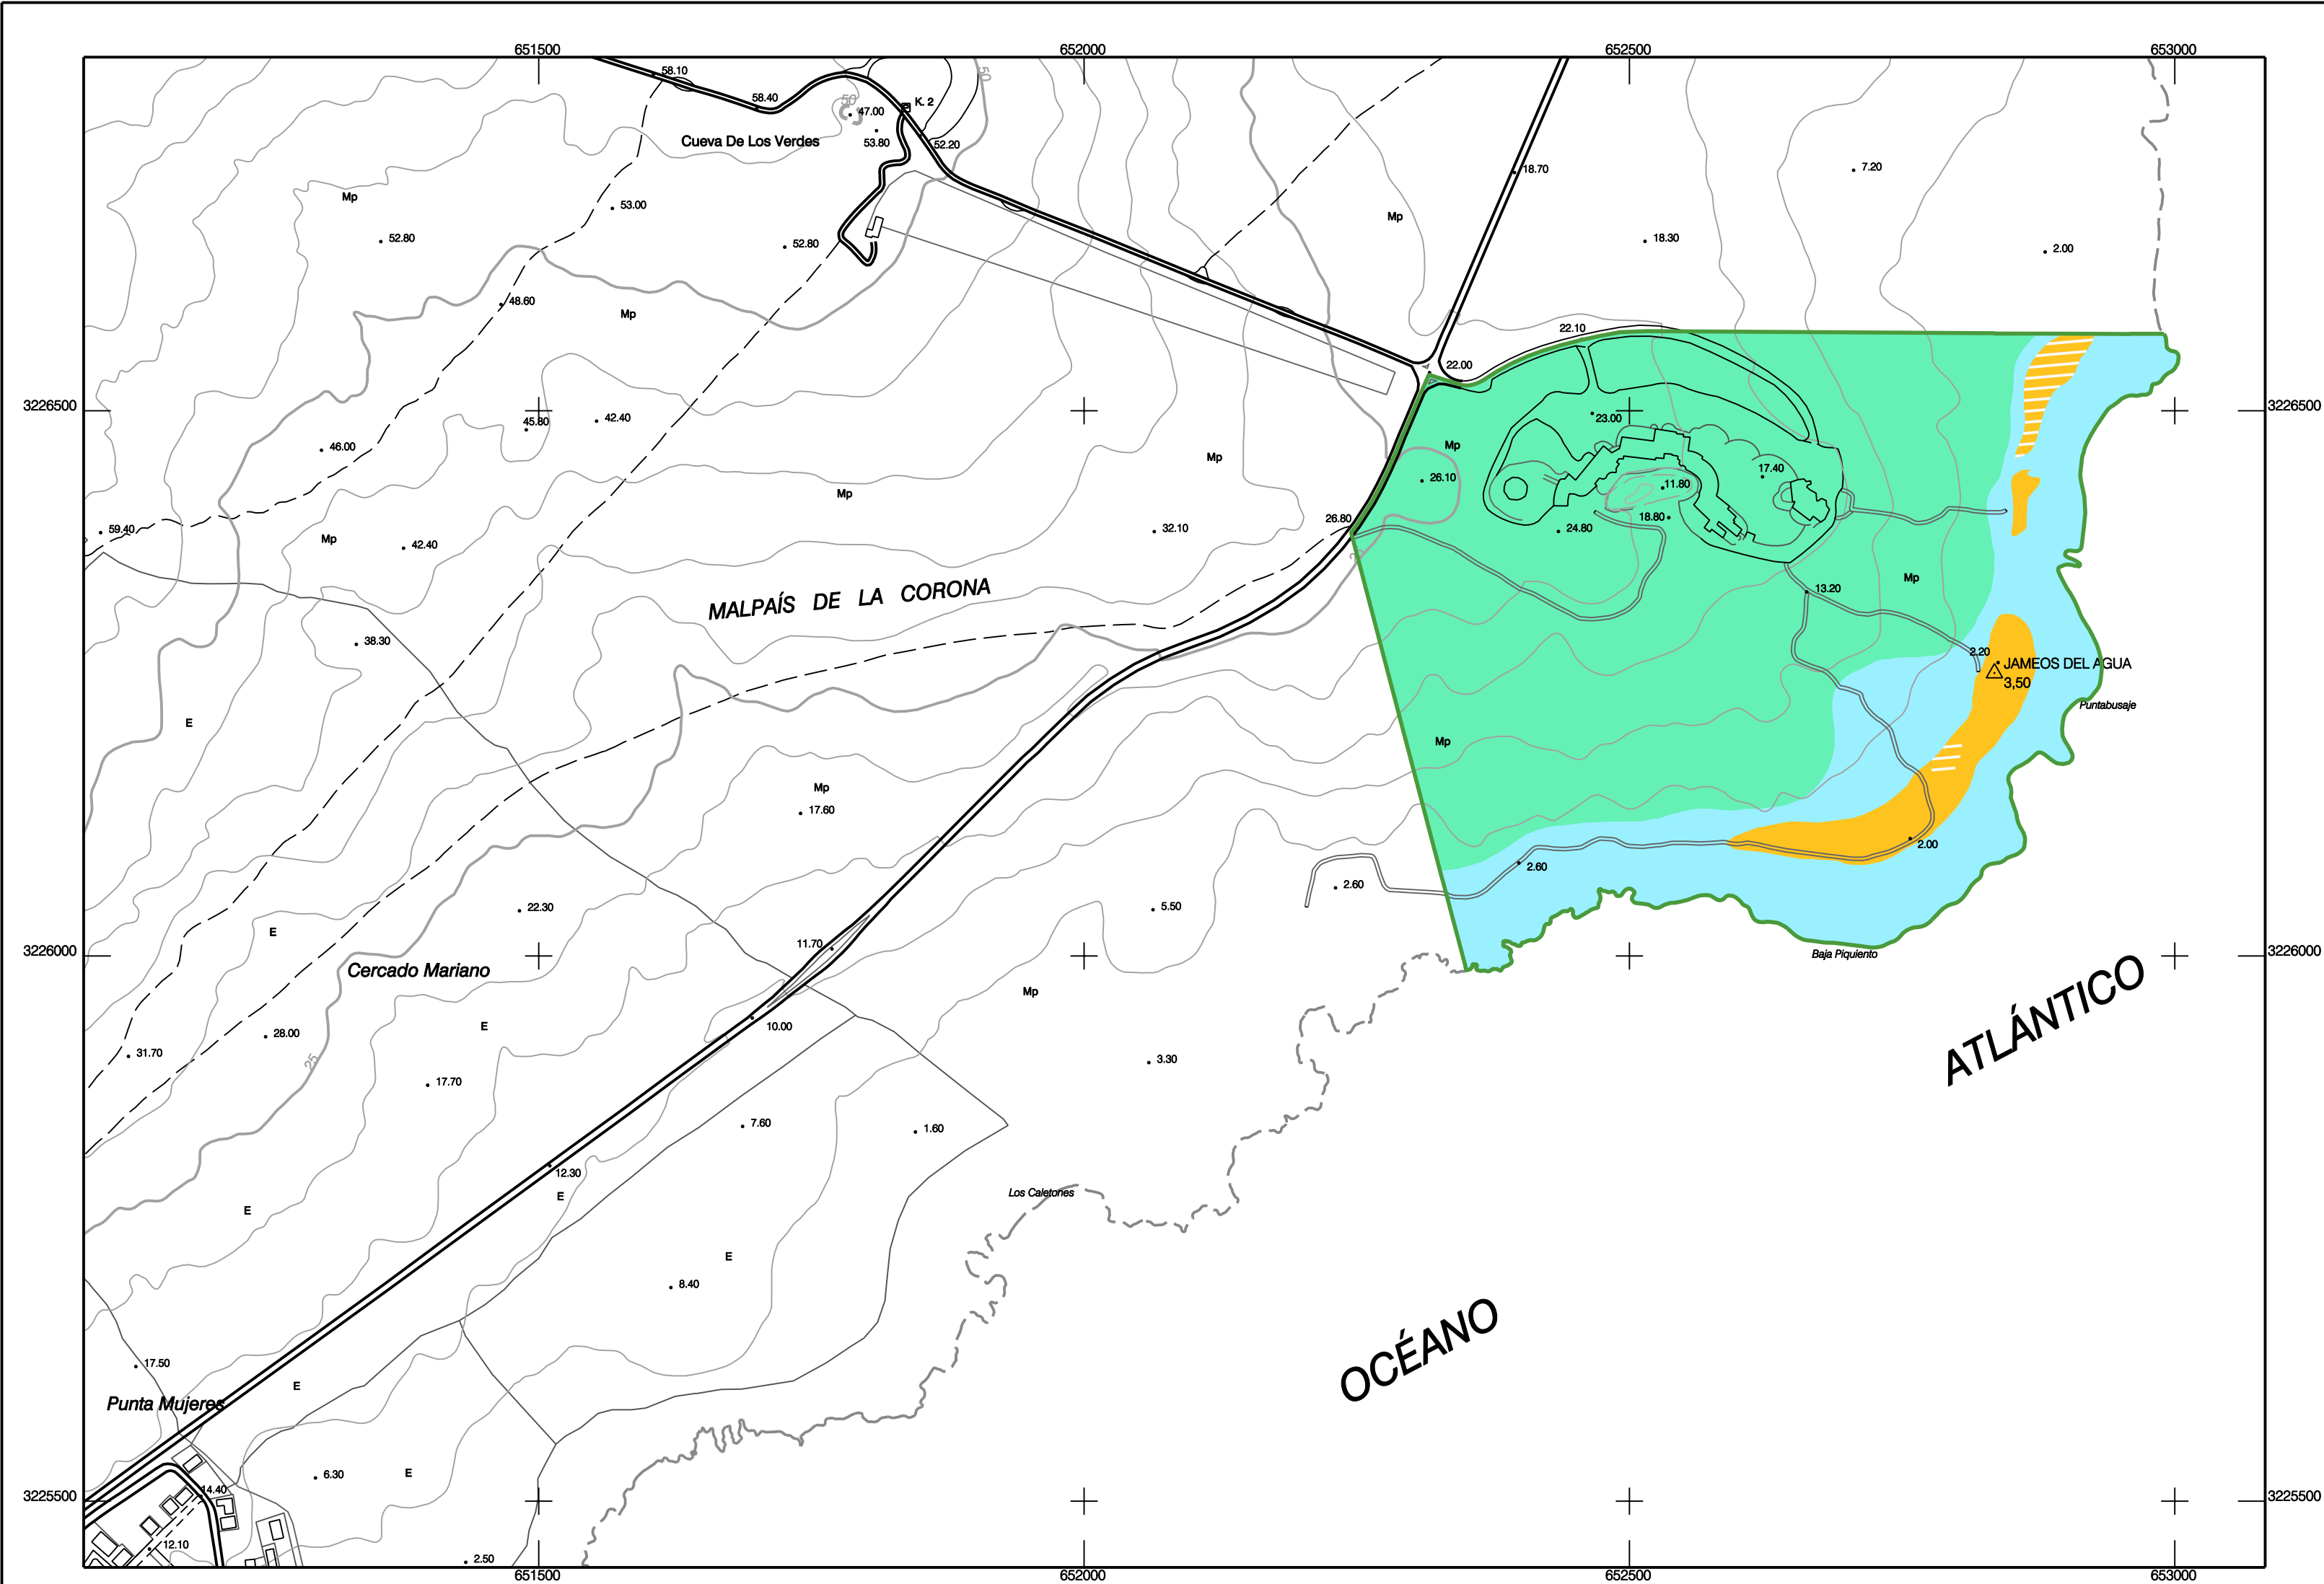 651500 652000 652500 653000
58.10
50
58.40
50
K. 2
47.00
Cueva De Los Verdes
53.80
52.20
18.70
7.20
Mp
53.00
Mp
52.80
52.80
18.30
2.00
48.60
Mp
22.10
22.00
3226500
45.80
42.40
23.00
3226500
46.00
Mp
Mp
17.40
Mp
26.10
11.80
59.40
32.10
26.80
18.80
24.80
Mp
42.40
Mp
MALPAÍS DE LA CORONA
13.20
38.30
2.20
JAMEOS DEL AGUA
3,50
Puntabusaje
E
Mp
Mp
17.60
2.00
2.60
2.60
22.30
5.50
E
11.70
3226000
Baja Piquiento
3226000
Cercado Mariano
Mp
ATLÁNTICO
E
10.00
28.00
31.70
25
3.30
17.70
7.60
1.60
12.30
Los Caletones
E
E
E
8.40
OCÉANO
17.50
E
Punta Mujeres
6.30
E
14.40
3225500
3225500
12.10
2.50
651500 652000 652500 653000